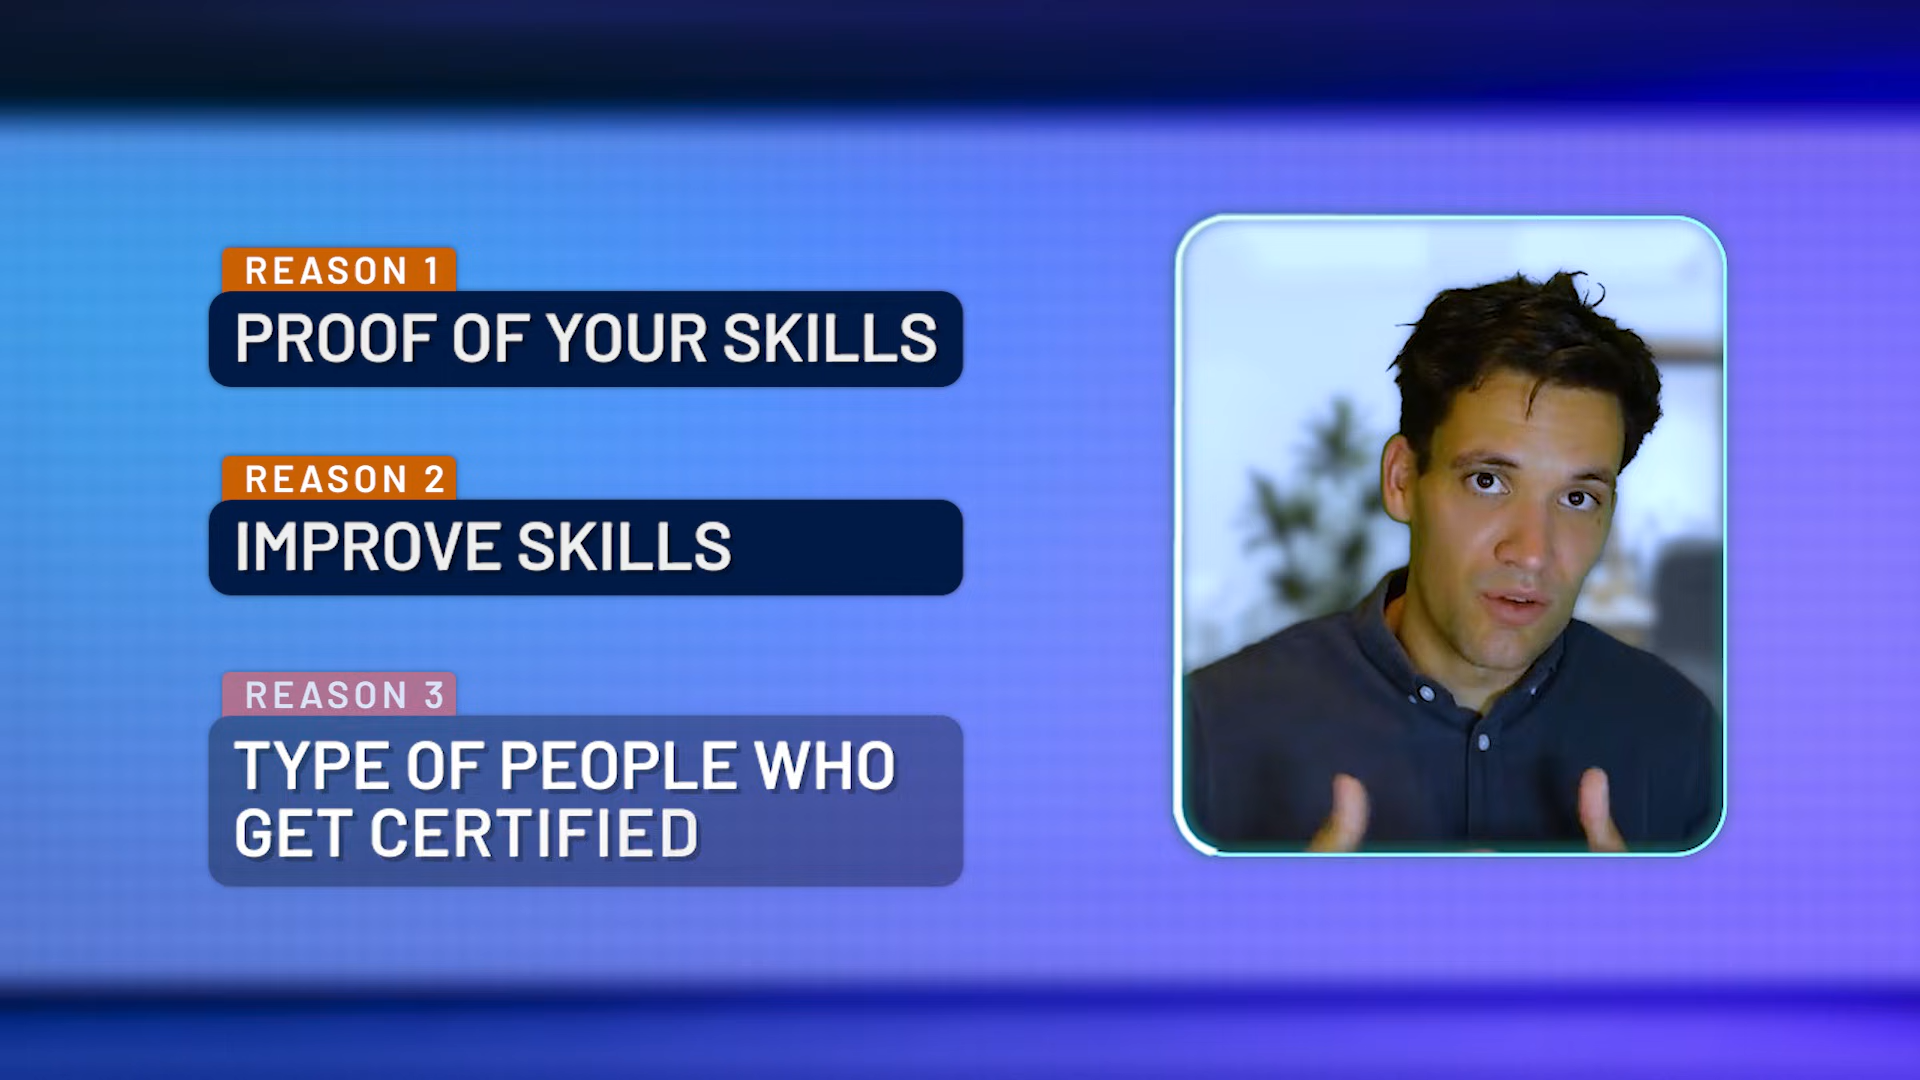 REASON 1
PROOF OF YOUR SKILLS
REASON 2
IMPROVE SKILLS
REASON 3
TYPE OF PEOPLE WHO
GET CERTIFIED